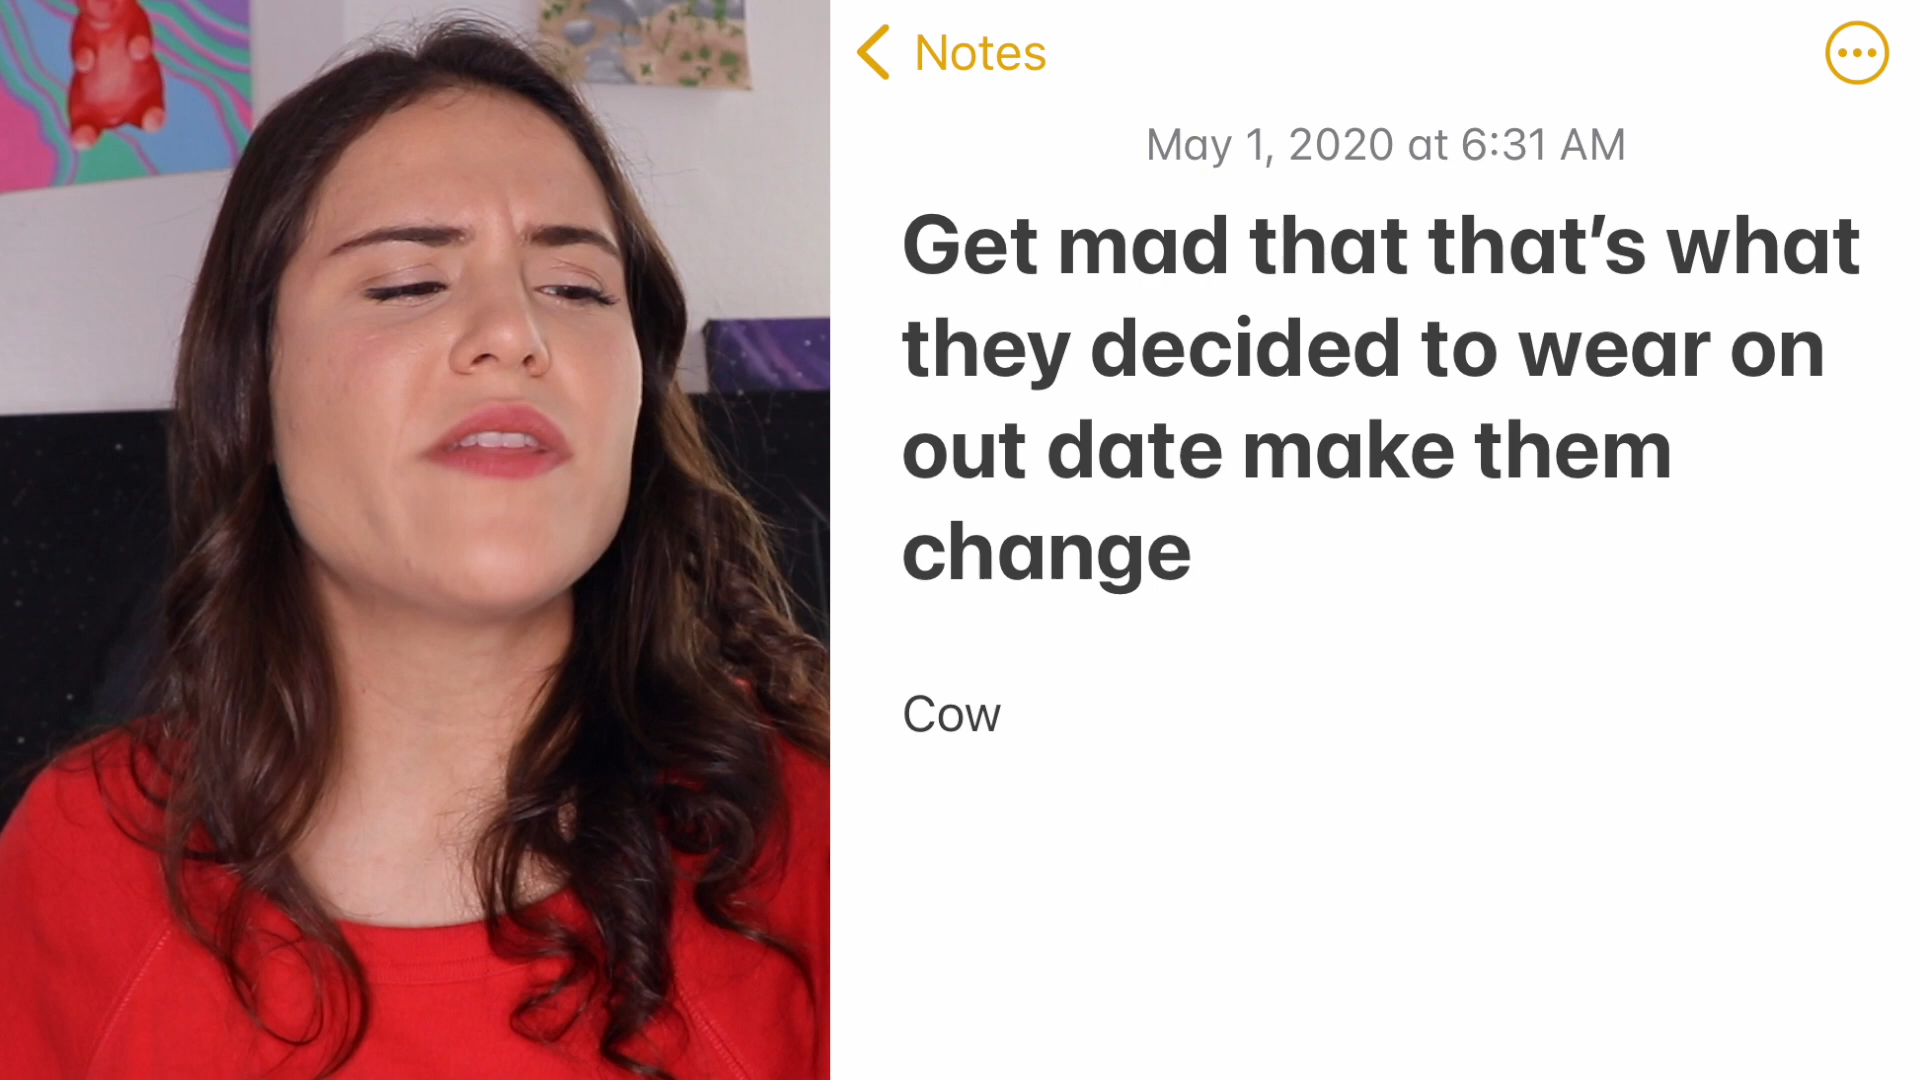 Notes
May 1, 2020 at 6:31 AM
Get mad that that’s what
they decided to wear on
out date make them
change
Cow